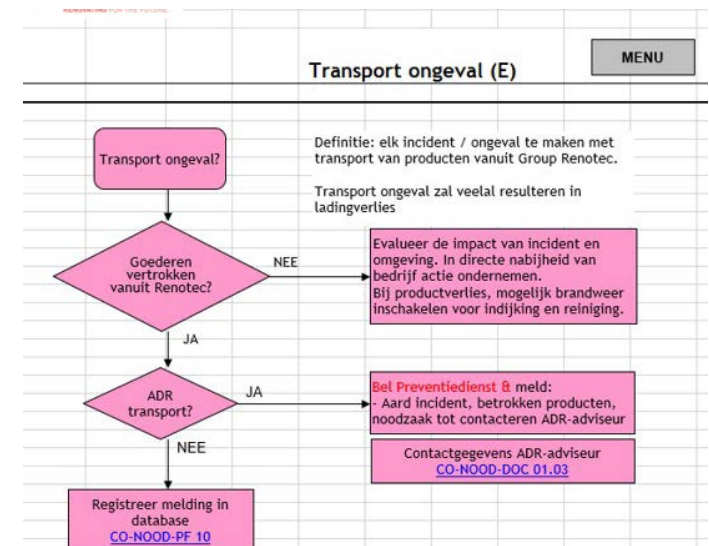 RENOVATING FOR THE FUTURE
MENU
Transport ongeval (E)
Transport ongeval?
Definitie: elk incident / ongeval te maken met
transport van producten vanuit Group Renotec.
Transport ongeval zal veelal resulteren in
ladingverlies
Goederen
vertrokken
vanuit Renotec?
NEE
Evalueer de impact van incident en
omgeving. In directe nabijheid van
bedrijf actie ondernemen.
Bij productverlies, mogelijk brandweer
inschakelen voor indijking en reiniging.
JA
ADR
transport?
JA
Bel Preventiedienst & meld:
- Aard incident, betrokken producten,
noodzaak tot contacteren ADR-adviseur
NEE
Contactgegevens ADR-adviseur
CO-NOOD-DOC 01.03
Registreer melding in
database
CO-NOOD-PF 10